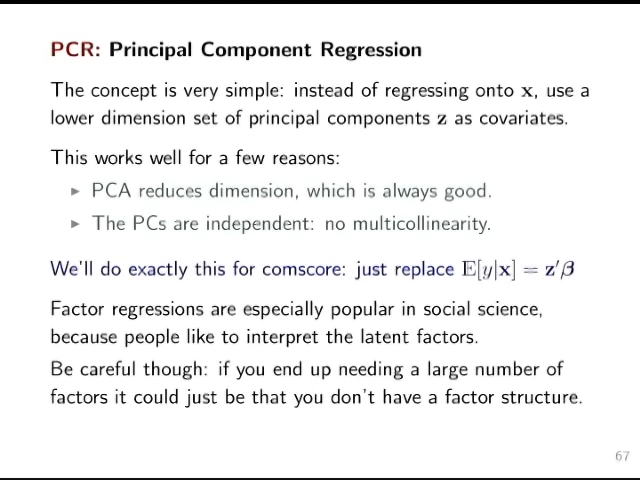 PCR: Principal Component Regression
The concept is very simple: instead of regressing onto x, use a
lower dimension set of principal components z as covariates.
This works well for a few reasons:
▸ PCA reduces dimension, which is always good.
▸ The PCs are independent: no multicollinearity.
We'll do exactly this for comscore: just replace 𝔼[y|x] = z′β
Factor regressions are especially popular in social science,
because people like to interpret the latent factors.
Be careful though: if you end up needing a large number of
factors it could just be that you don't have a factor structure.
67